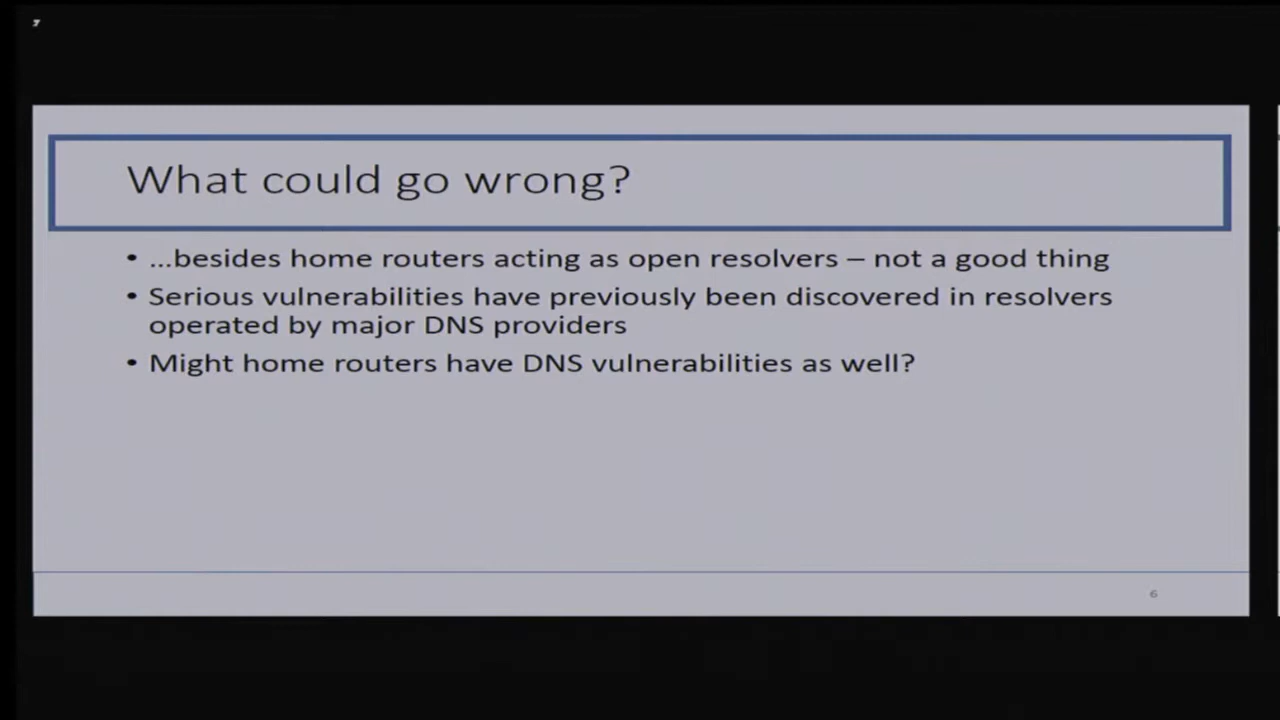 What could go wrong?
• …besides home routers acting as open resolvers – not a good thing
• Serious vulnerabilities have previously been discovered in resolvers
operated by major DNS providers
• Might home routers have DNS vulnerabilities as well?
6